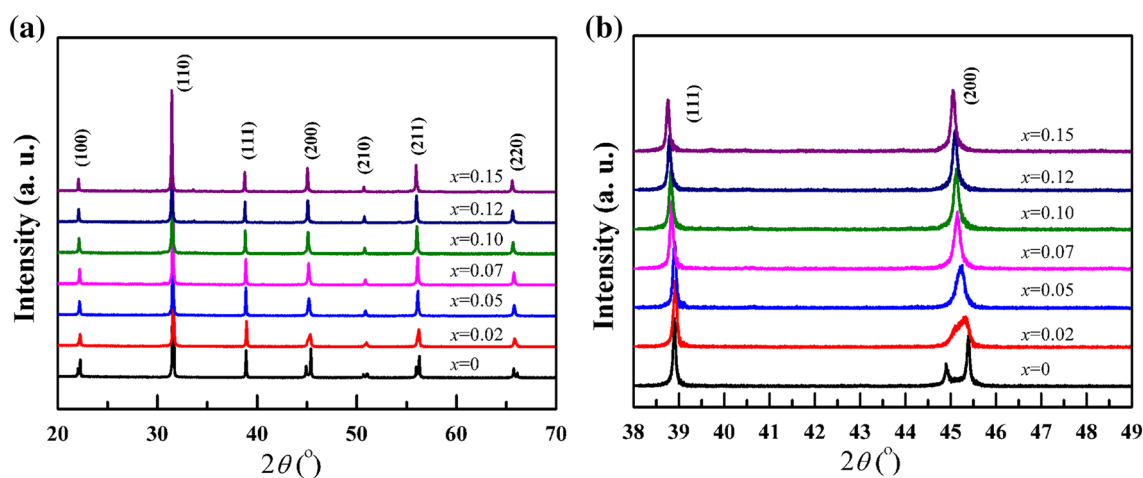 (a)
Intensity (a. u.)
(100)
(110)
(111)
(200)
(210)
(211)
(220)
x=0.15
x=0.12
x=0.10
x=0.07
x=0.05
x=0.02
x=0
20 30 40 50 60 70
2θ (°)
(b)
Intensity (a. u.)
(111)
(200)
x=0.15
x=0.12
x=0.10
x=0.07
x=0.05
x=0.02
x=0
38 39 40 41 42 43 44 45 46 47 48 49
2θ (°)